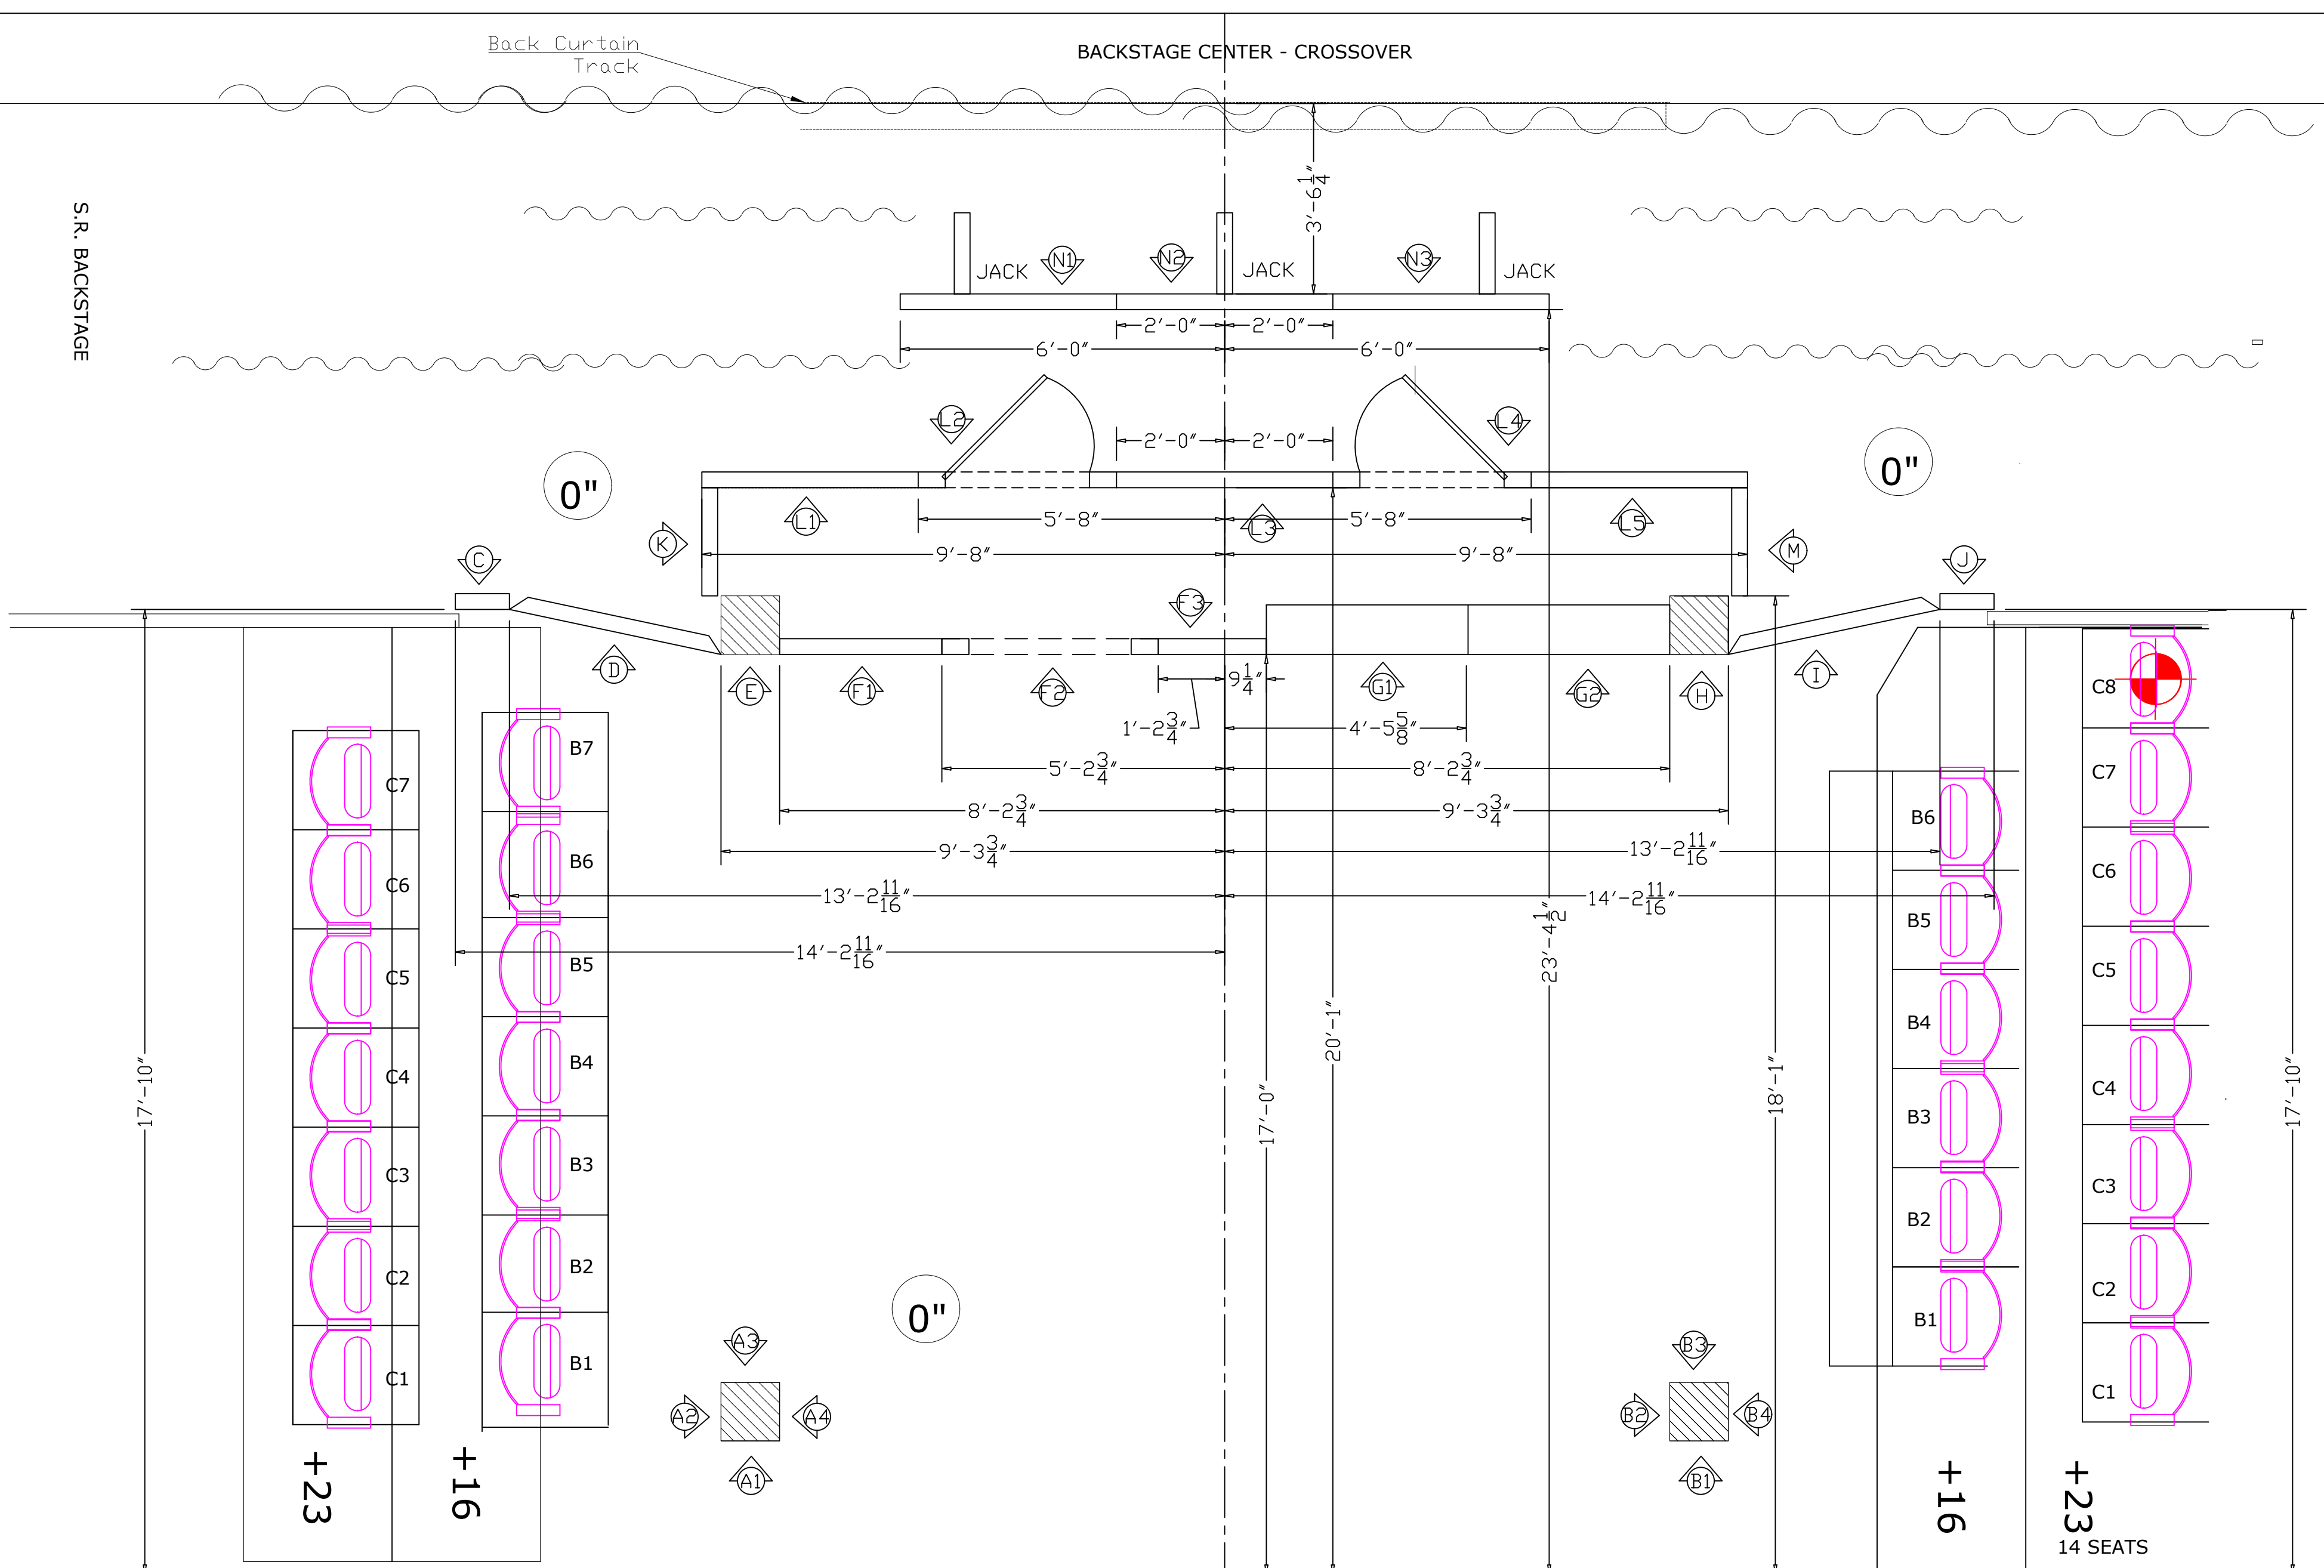 Back Curtain
Track
BACKSTAGE CENTER - CROSSOVER
S.R. BACKSTAGE
3'-6 1/4"
JACK
N1
N2
JACK
N3
JACK
2'-0"
2'-0"
6'-0"
6'-0"
L2
L4
2'-0"
2'-0"
0"
0"
L1
5'-8"
L3
5'-8"
L5
K
9'-8"
9'-8"
M
C
J
F3
D
E
F1
F2
9 1/4"
G1
G2
H
I
1'-2 3/4"
4'-5 5/8"
5'-2 3/4"
8'-2 3/4"
8'-2 3/4"
9'-3 3/4"
9'-3 3/4"
13'-2 11/16"
13'-2 11/16"
14'-2 11/16"
14'-2 11/16"
23'-4 1/2"
20'-1"
17'-0"
18'-1"
17'-10"
17'-10"
C7
C6
C5
C4
C3
C2
C1
B7
B6
B5
B4
B3
B2
B1
B6
B5
B4
B3
B2
B1
C8
C7
C6
C5
C4
C3
C2
C1
0"
A3
A2
A4
A1
B3
B2
B4
B1
+23
+16
+16
+23
14 SEATS